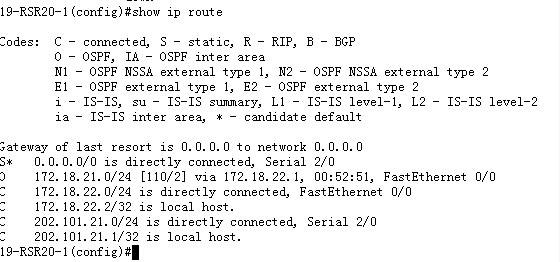 19-RSR20-1(config)#show ip route
Codes: C - connected, S - static, R - RIP, B - BGP
O - OSPF, IA - OSPF inter area
N1 - OSPF NSSA external type 1, N2 - OSPF NSSA external type 2
E1 - OSPF external type 1, E2 - OSPF external type 2
i - IS-IS, su - IS-IS summary, L1 - IS-IS level-1, L2 - IS-IS level-2
ia - IS-IS inter area, * - candidate default
Gateway of last resort is 0.0.0.0 to network 0.0.0.0
S* 0.0.0.0/0 is directly connected, Serial 2/0
O 172.18.21.0/24 [110/2] via 172.18.22.1, 00:52:51, FastEthernet 0/0
C 172.18.22.0/24 is directly connected, FastEthernet 0/0
C 172.18.22.2/32 is local host.
C 202.101.21.0/24 is directly connected, Serial 2/0
C 202.101.21.1/32 is local host.
19-RSR20-1(config)#